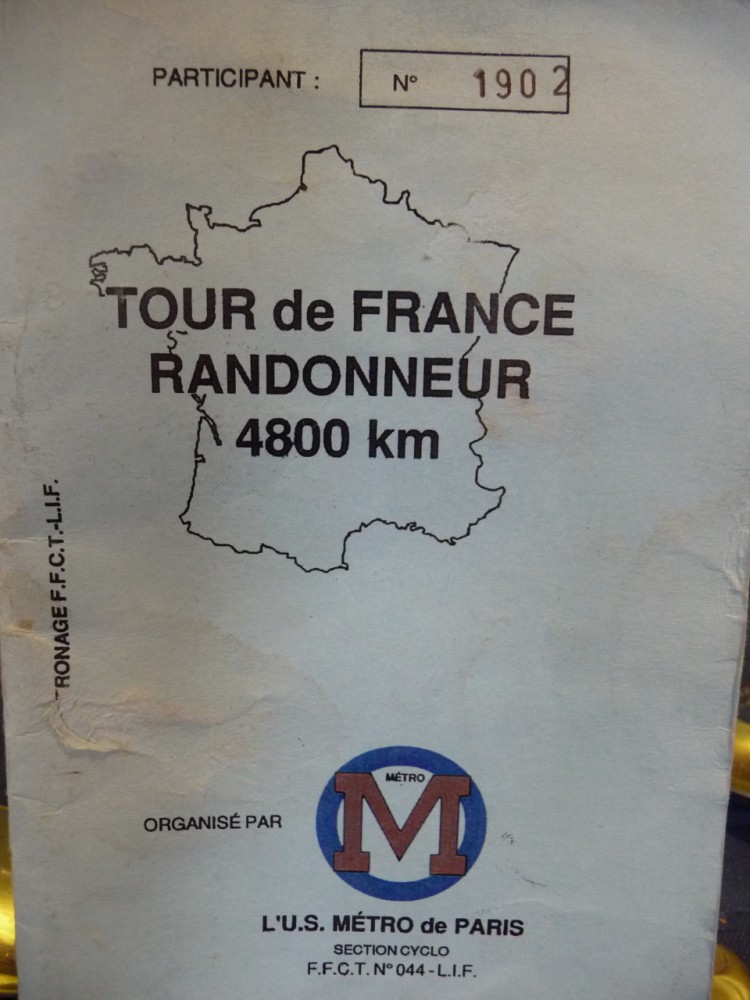 PARTICIPANT : N° 1902
TOUR de FRANCE
RANDONNEUR
4800 km
RONAGE F.F.C.T.-L.I.F.
MÉTRO
M
ORGANISÉ PAR
L'U.S. MÉTRO de PARIS
SECTION CYCLO
F.F.C.T. N° 044 - L.I.F.